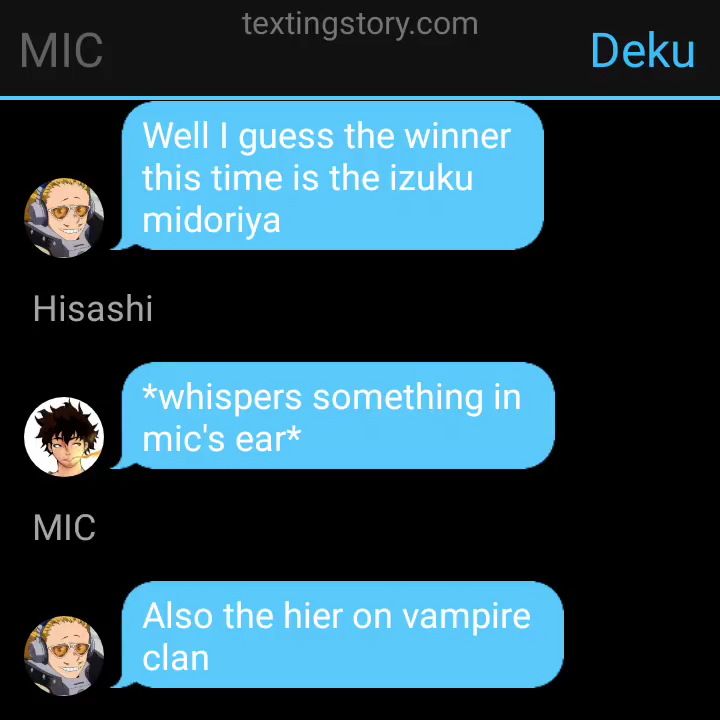 textingstory.com
MIC
Deku
Well I guess the winner
this time is the izuku
midoriya
Hisashi
*whispers something in
mic's ear*
MIC
Also the hier on vampire
clan